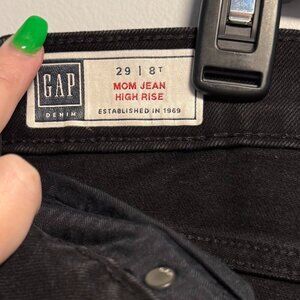 GAP
DENIM
29 | 8T
MOM JEAN
HIGH RISE
ESTABLISHED IN 1969